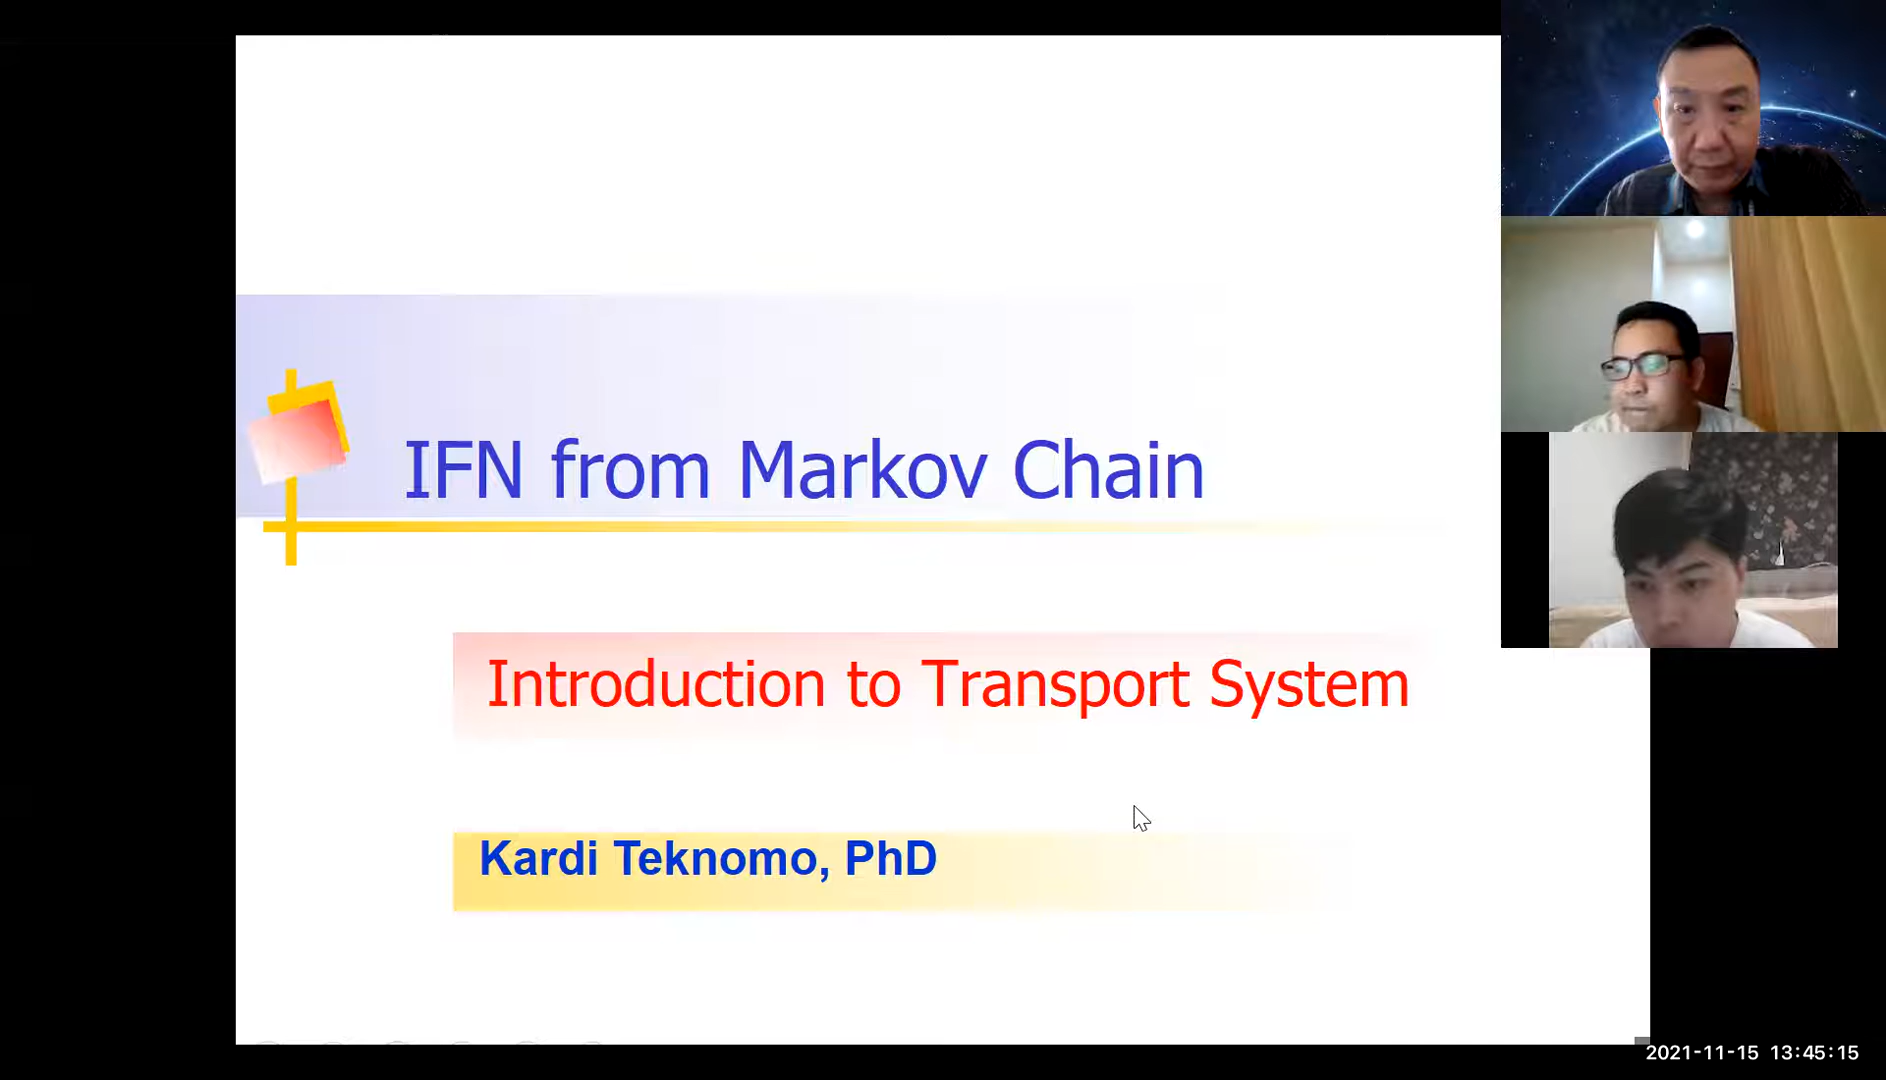 IFN from Markov Chain
Introduction to Transport System
Kardi Teknomo, PhD
2021-11-15 13:45:15